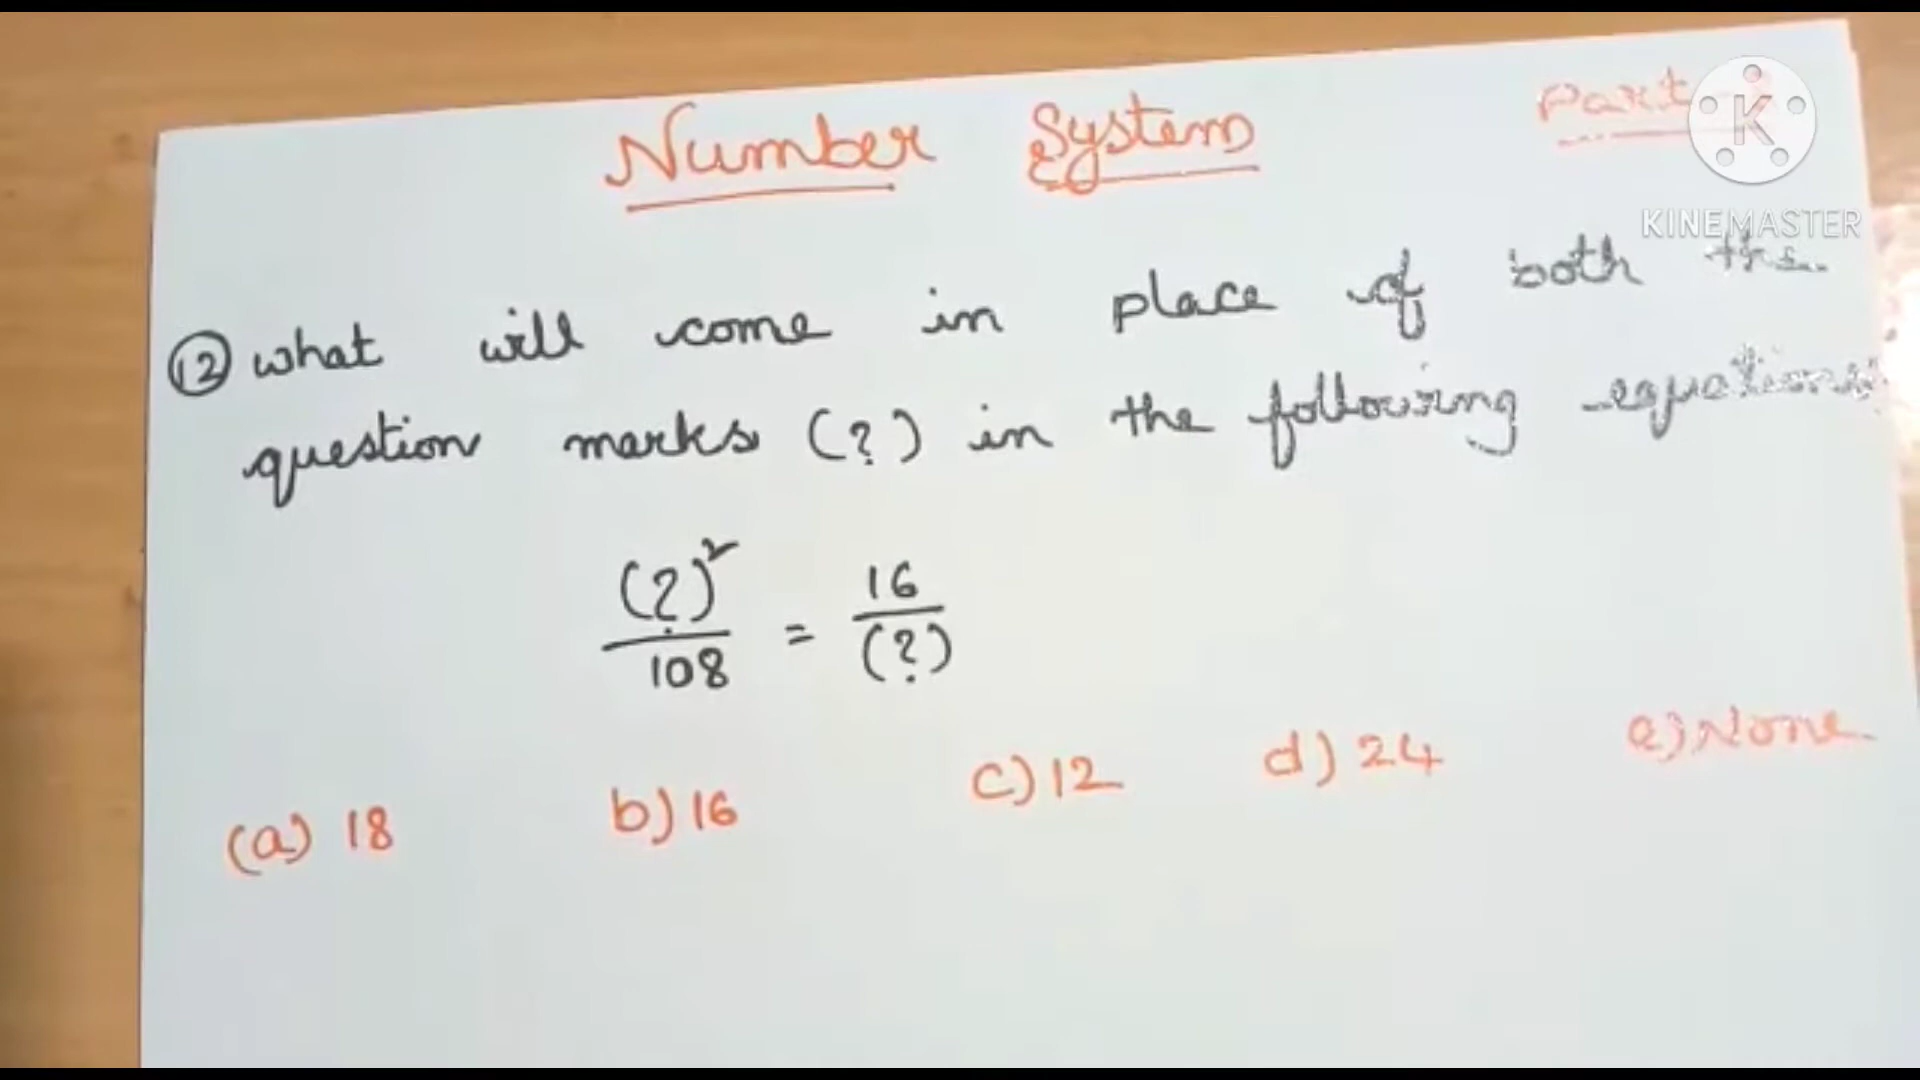 Number System Part
KINEMASTER
(12) what will come in place of both the
question marks (?) in the following equations
(?)² / 108 = 16 / (?)
(a) 18 b) 16 c) 12 d) 24 e) None